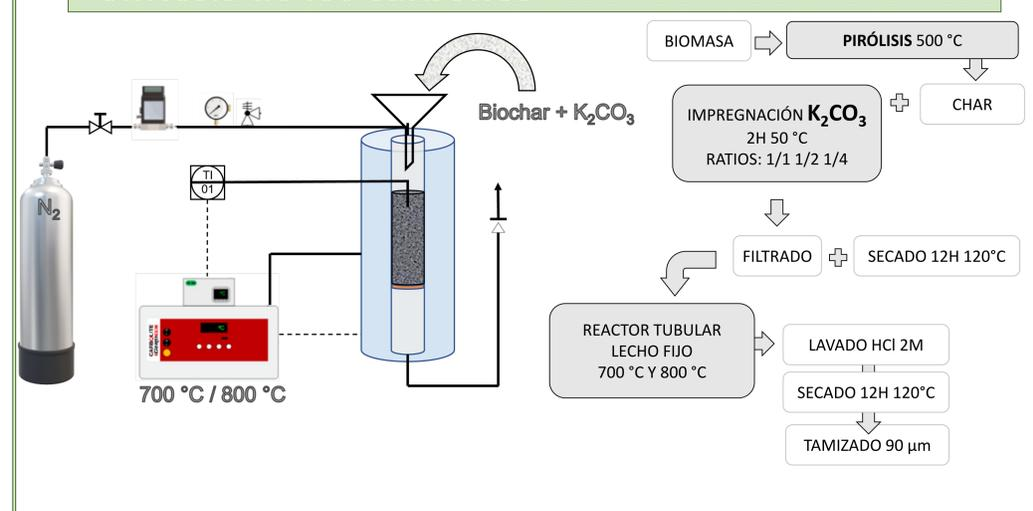 BIOMASA
PIRÓLISIS 500 °C
CHAR
IMPREGNACIÓN K₂CO₃
2H 50 °C
RATIOS: 1/1 1/2 1/4
FILTRADO
SECADO 12H 120°C
REACTOR TUBULAR
LECHO FIJO
700 °C Y 800 °C
LAVADO HCl 2M
SECADO 12H 120°C
TAMIZADO 90 µm
Biochar + K₂CO₃
TI
01
N₂
CARBOLITE
700 °C / 800 °C